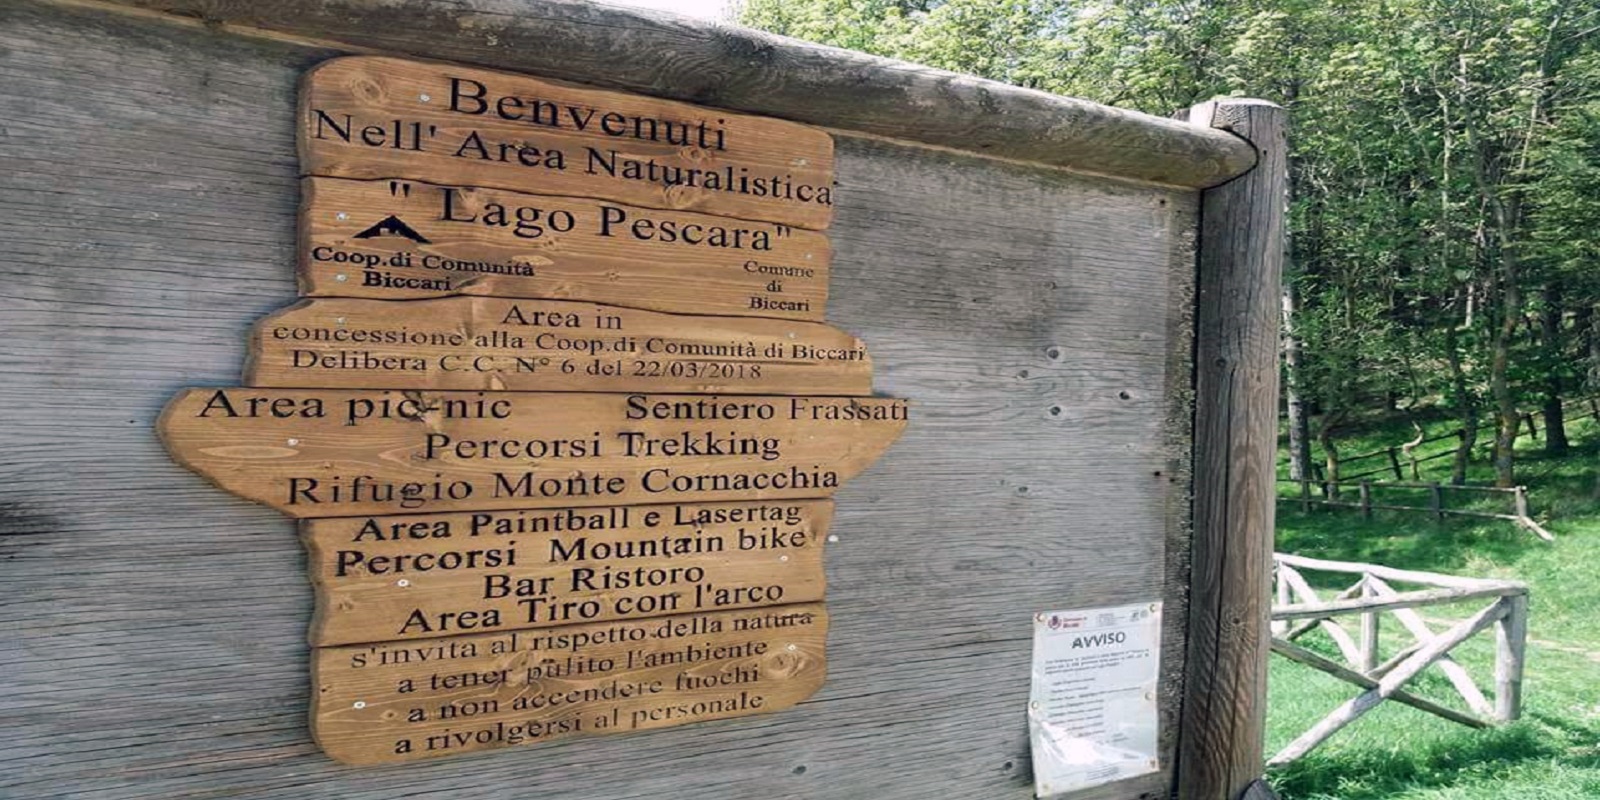 Benvenuti
Nell' Area Naturalistica
" Lago Pescara"
Coop.di Comunità
Biccari
Comune
di
Biccari
Area in
concessione alla Coop.di Comunità di Biccari
Delibera C.C. N° 6 del 22/03/2018
Area pic-nic Sentiero Frassati
Percorsi Trekking
Rifugio Monte Cornacchia
Area Paintball e Lasertag
Percorsi Mountain bike
Bar Ristoro
Area Tiro con l'arco
s'invita al rispetto della natura
a tener pulito l'ambiente
a non accendere fuochi
a rivolgersi al personale
AVVISO